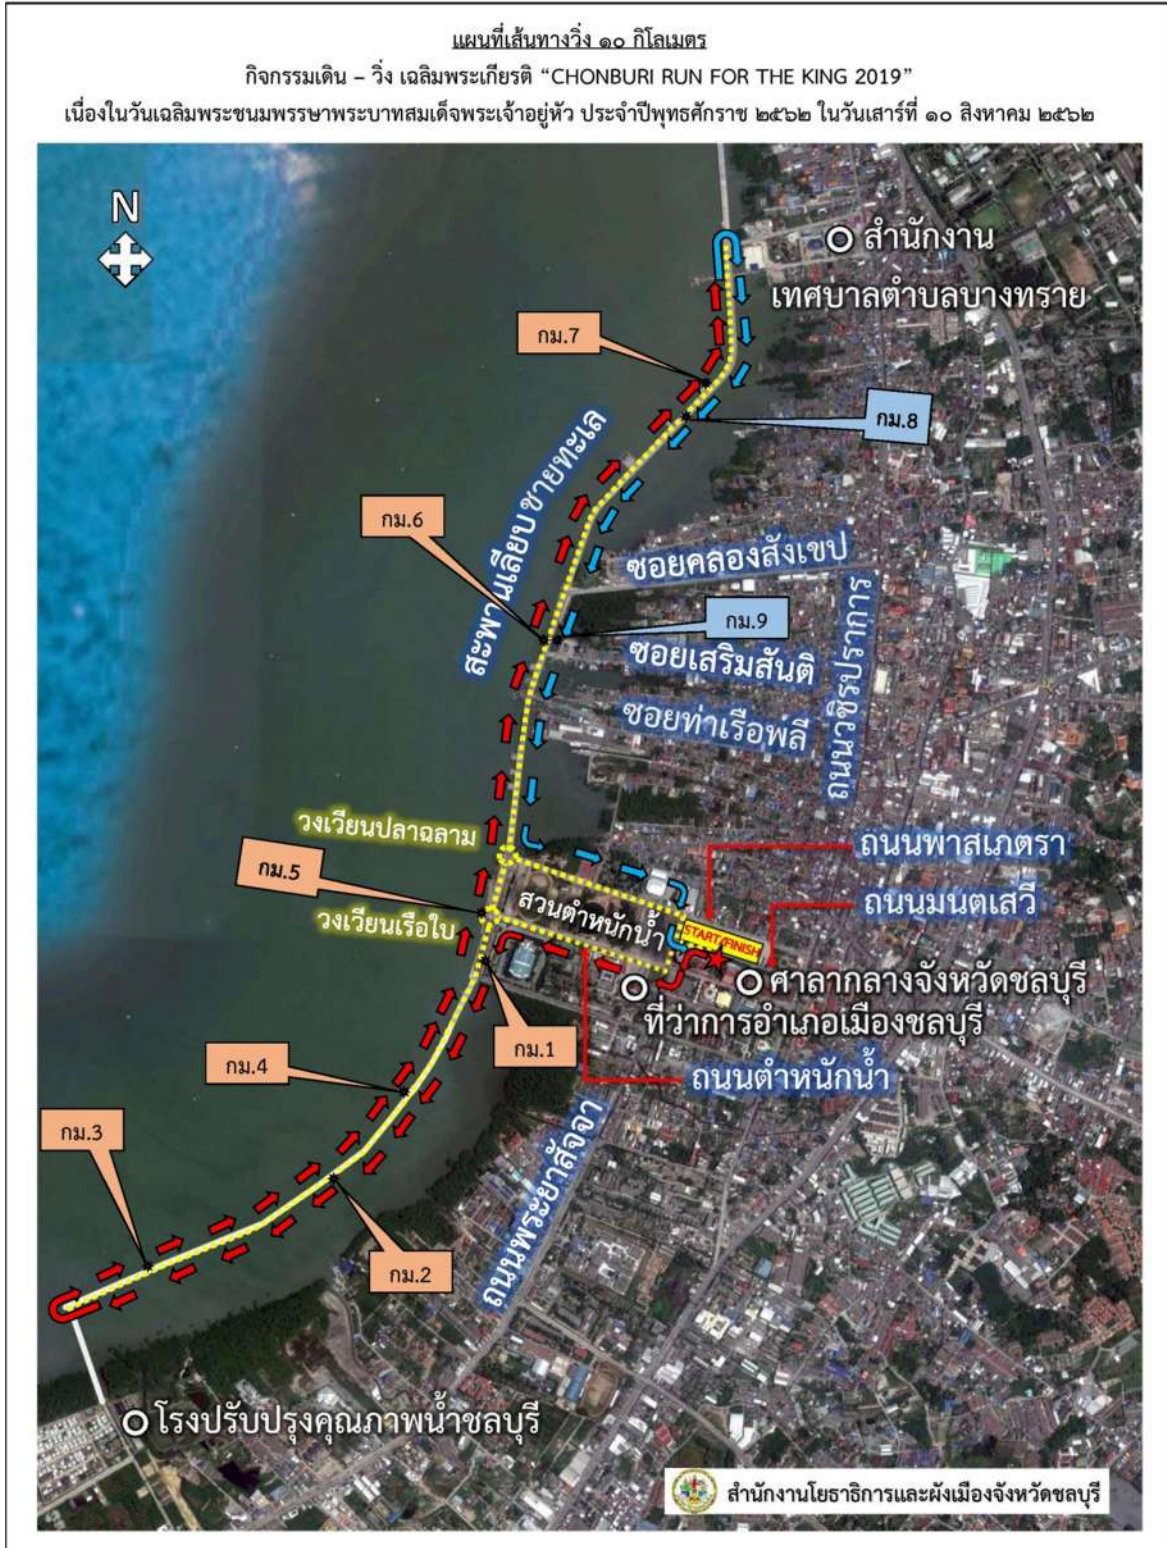 แผนที่เส้นทางวิ่ง ๑๐ กิโลเมตร
กิจกรรมเดิน – วิ่ง เฉลิมพระเกียรติ “CHONBURI RUN FOR THE KING 2019”
เนื่องในวันเฉลิมพระชนมพรรษาพระบาทสมเด็จพระเจ้าอยู่หัว ประจำปีพุทธศักราช ๒๕๖๒ ในวันเสาร์ที่ ๑๐ สิงหาคม ๒๕๖๒
N
สำนักงาน
เทศบาลตำบลบางทราย
กม.7
กม.8
สะพานเลียบชายทะเล
กม.6
ซอยคลองสังเขป
กม.9
ซอยเสริมสันติ
ซอยท่าเรือพลี
ถนนวชิรปราการ
วงเวียนปลาฉลาม
ถนนพาสเภตรา
กม.5
สวนตำหนักน้ำ
ถนนมนตเสวี
วงเวียนเรือใบ
START/FINISH
ศาลากลางจังหวัดชลบุรี
ที่ว่าการอำเภอเมืองชลบุรี
กม.1
กม.4
ถนนตำหนักน้ำ
กม.3
ถนนพระยาสัจจา
กม.2
โรงปรับปรุงคุณภาพน้ำชลบุรี
สำนักงานโยธาธิการและผังเมืองจังหวัดชลบุรี